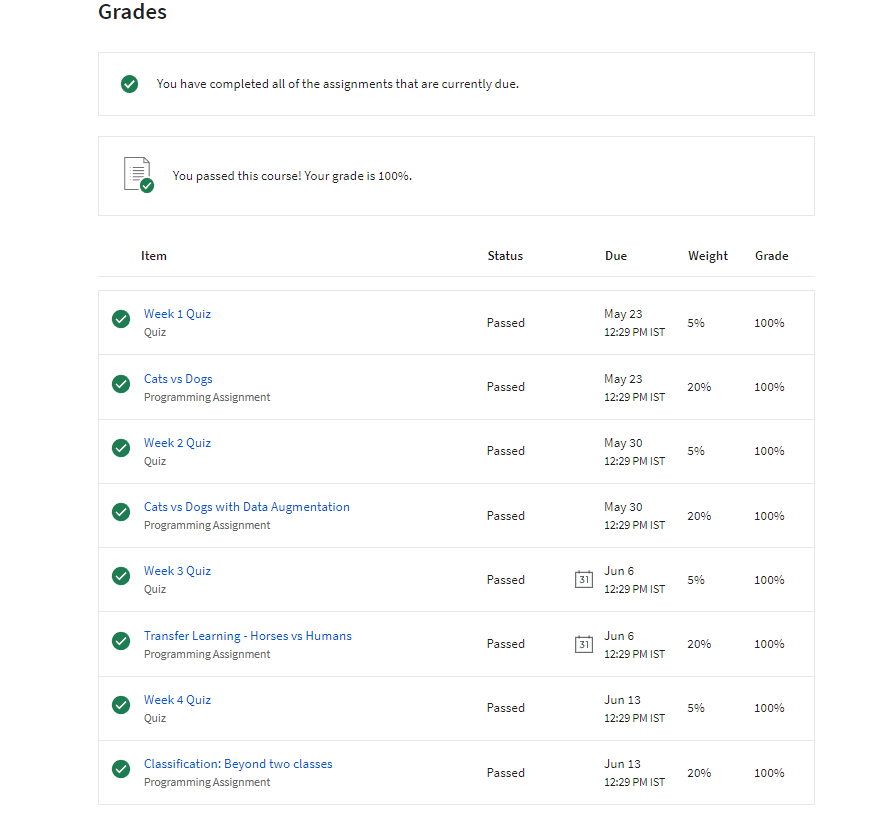 Grades
You have completed all of the assignments that are currently due.
You passed this course! Your grade is 100%.
Item Status Due Weight Grade
Week 1 Quiz
Quiz
Passed
May 23
12:29 PM IST
5%
100%
Cats vs Dogs
Programming Assignment
Passed
May 23
12:29 PM IST
20%
100%
Week 2 Quiz
Quiz
Passed
May 30
12:29 PM IST
5%
100%
Cats vs Dogs with Data Augmentation
Programming Assignment
Passed
May 30
12:29 PM IST
20%
100%
Week 3 Quiz
Quiz
Passed
31
Jun 6
12:29 PM IST
5%
100%
Transfer Learning - Horses vs Humans
Programming Assignment
Passed
31
Jun 6
12:29 PM IST
20%
100%
Week 4 Quiz
Quiz
Passed
Jun 13
12:29 PM IST
5%
100%
Classification: Beyond two classes
Programming Assignment
Passed
Jun 13
12:29 PM IST
20%
100%